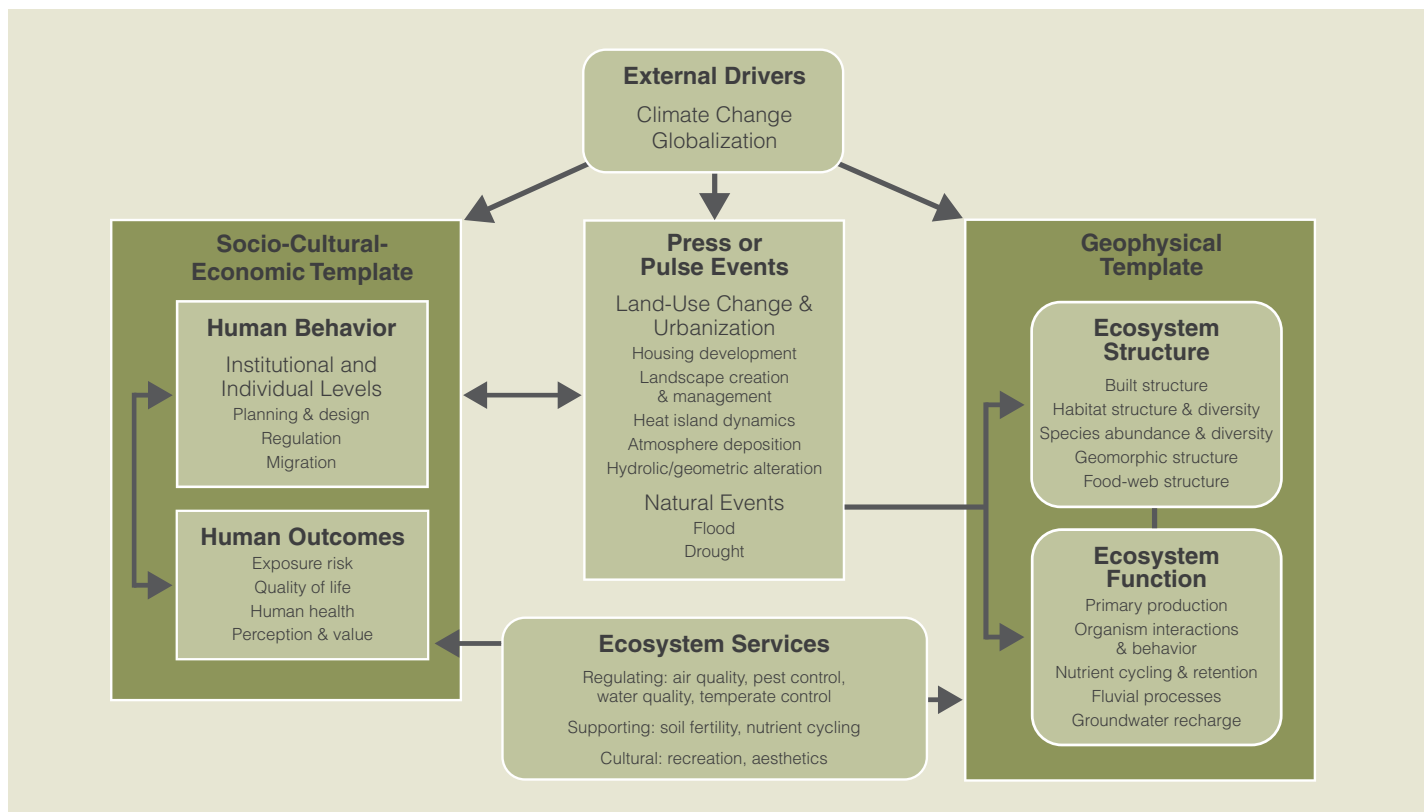 External Drivers
Climate Change
Globalization
Socio-Cultural-
Economic Template
Human Behavior
Institutional and
Individual Levels
Planning & design
Regulation
Migration
Human Outcomes
Exposure risk
Quality of life
Human health
Perception & value
Press or
Pulse Events
Land-Use Change &
Urbanization
Housing development
Landscape creation
& management
Heat island dynamics
Atmosphere deposition
Hydrolic/geometric alteration
Natural Events
Flood
Drought
Ecosystem Services
Regulating: air quality, pest control,
water quality, temperate control
Supporting: soil fertility, nutrient cycling
Cultural: recreation, aesthetics
Geophysical
Template
Ecosystem
Structure
Built structure
Habitat structure & diversity
Species abundance & diversity
Geomorphic structure
Food-web structure
Ecosystem
Function
Primary production
Organism interactions
& behavior
Nutrient cycling & retention
Fluvial processes
Groundwater recharge